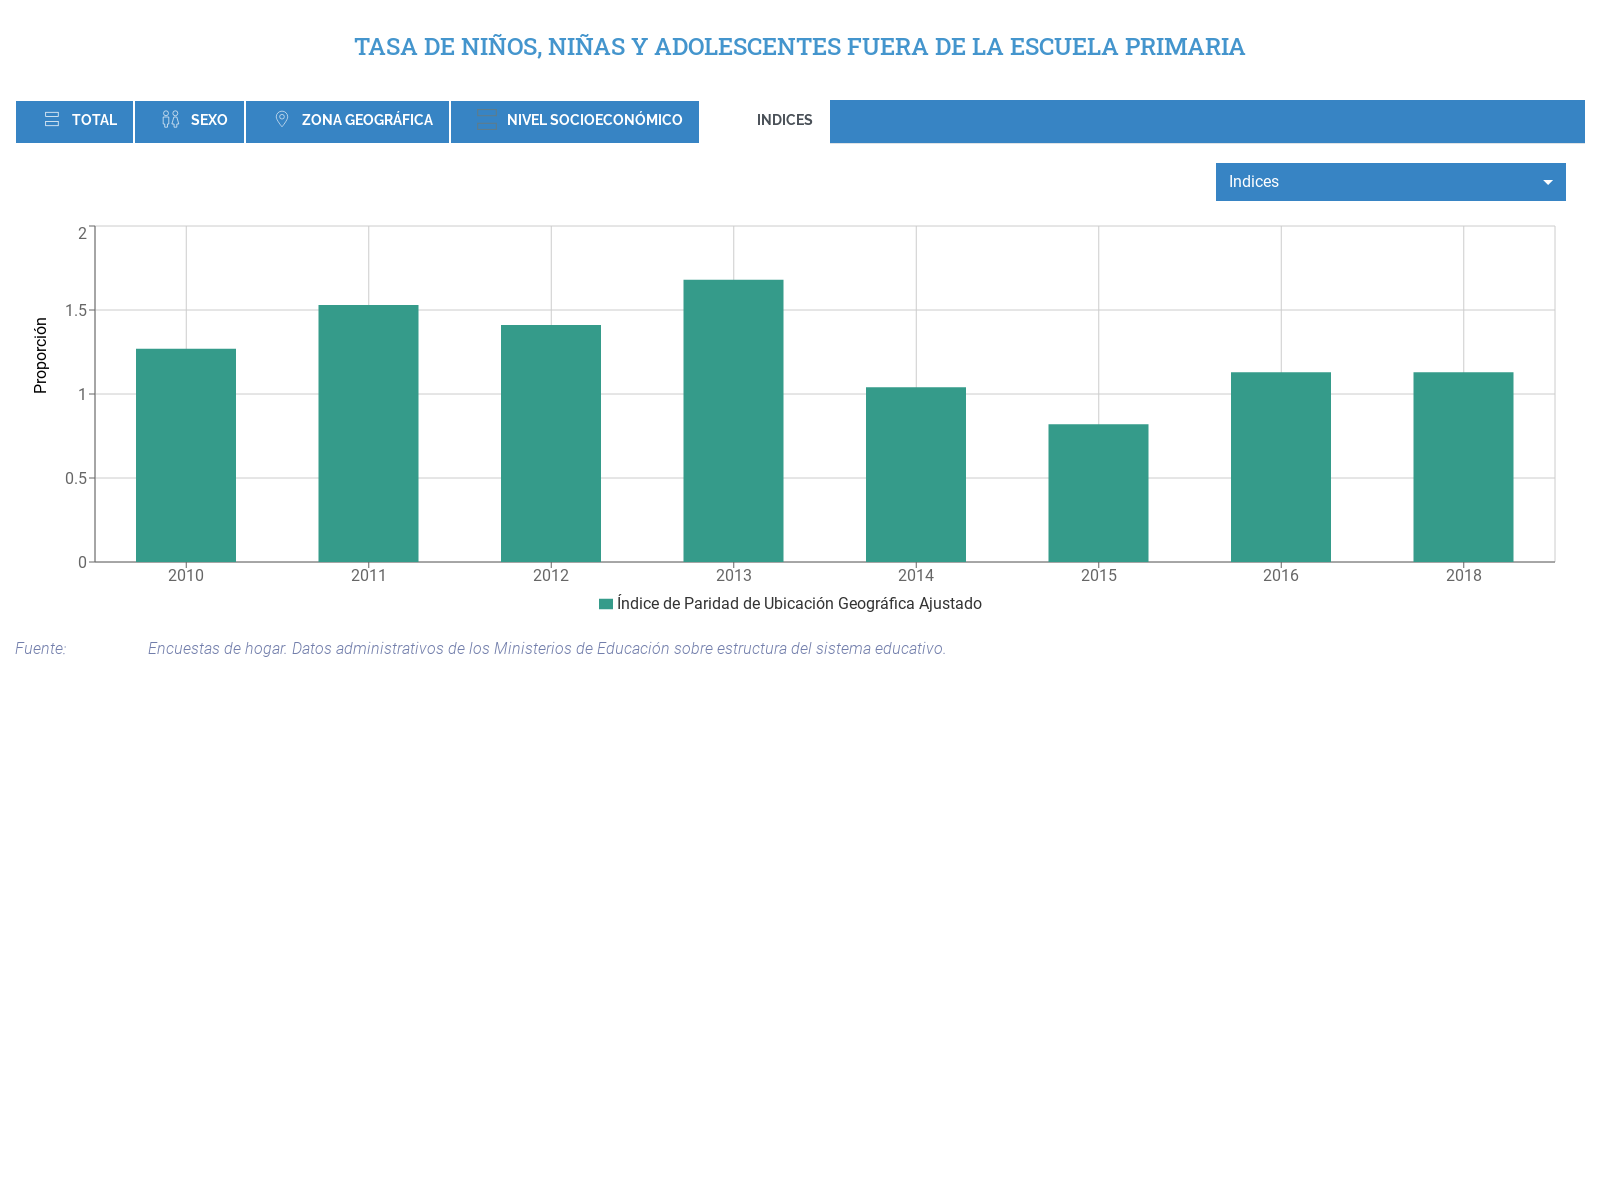 TASA DE NIÑOS, NIÑAS Y ADOLESCENTES FUERA DE LA ESCUELA PRIMARIA
TOTAL SEXO ZONA GEOGRÁFICA NIVEL SOCIOECONÓMICO INDICES
Indices
Proporción
2
1.5
1
0.5
0
2010 2011 2012 2013 2014 2015 2016 2018
Índice de Paridad de Ubicación Geográfica Ajustado
Fuente: Encuestas de hogar. Datos administrativos de los Ministerios de Educación sobre estructura del sistema educativo.